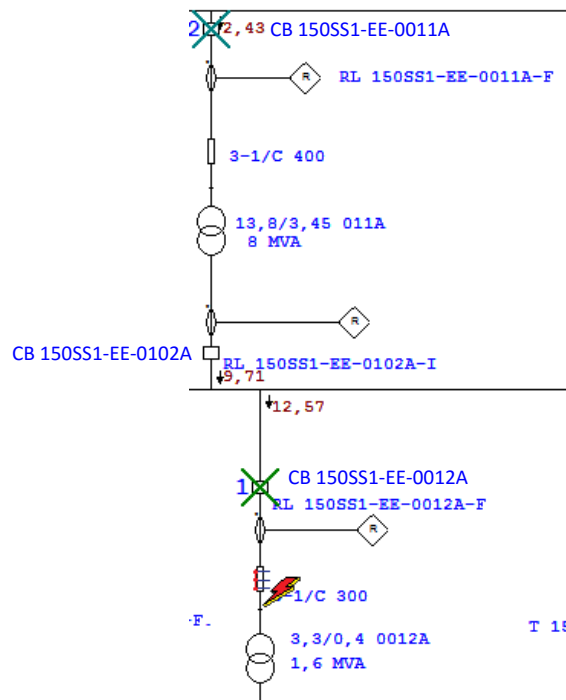 2 2,43 CB 150SS1-EE-0011A
R RL 150SS1-EE-0011A-F
3-1/C 400
13,8/3,45 011A
8 MVA
R
CB 150SS1-EE-0102A
RL 150SS1-EE-0102A-I
9,71
12,57
CB 150SS1-EE-0012A
1
RL 150SS1-EE-0012A-F
R
-1/C 300
-F.
3,3/0,4 0012A
T 15
1,6 MVA